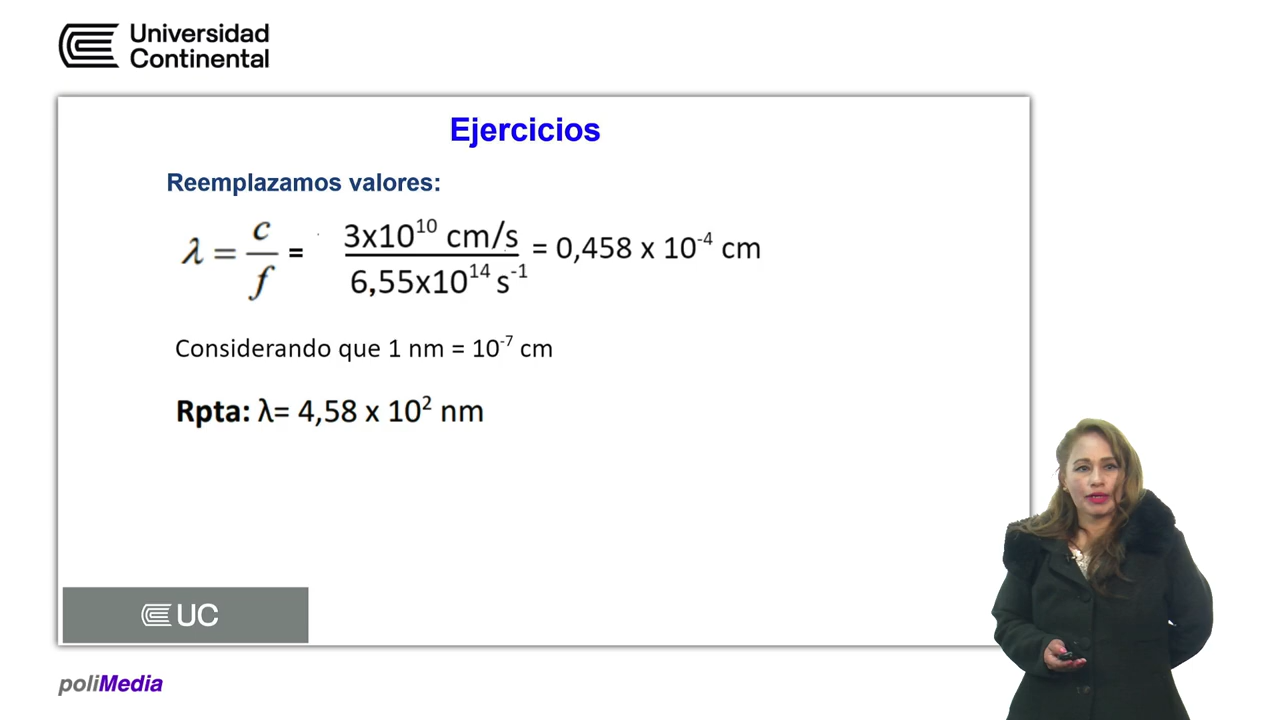 Universidad
Continental
Ejercicios
Reemplazamos valores:
λ = c/f = 3x10¹⁰ cm/s / 6,55x10¹⁴ s⁻¹ = 0,458 x 10⁻⁴ cm
Considerando que 1 nm = 10⁻⁷ cm
Rpta: λ= 4,58 x 10² nm
UC
poliMedia